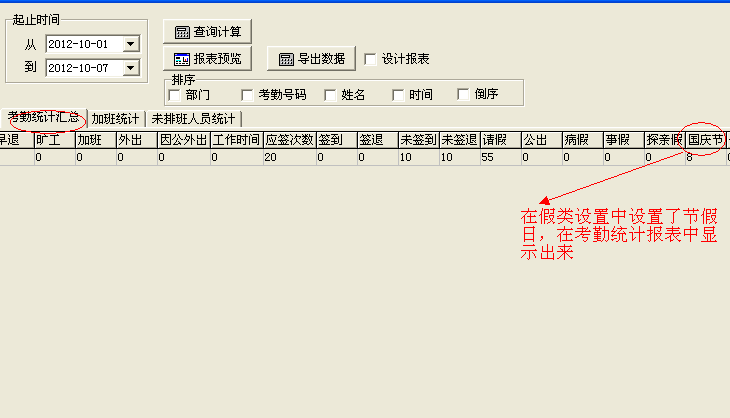 起止时间
从 2012-10-01
到 2012-10-07
查询计算
报表预览 导出数据 设计报表
排序
部门 考勤号码 姓名 时间 倒序
考勤统计汇总 加班统计 未排班人员统计
早退 旷工 加班 外出 因公外出 工作时间 应签次数 签到 签退 未签到 未签退 请假 公出 病假 事假 探亲假 国庆节
0 0 0 0 0 20 0 0 10 10 55 0 0 0 0 8 0
在假类设置中设置了节假
日，在考勤统计报表中显
示出来